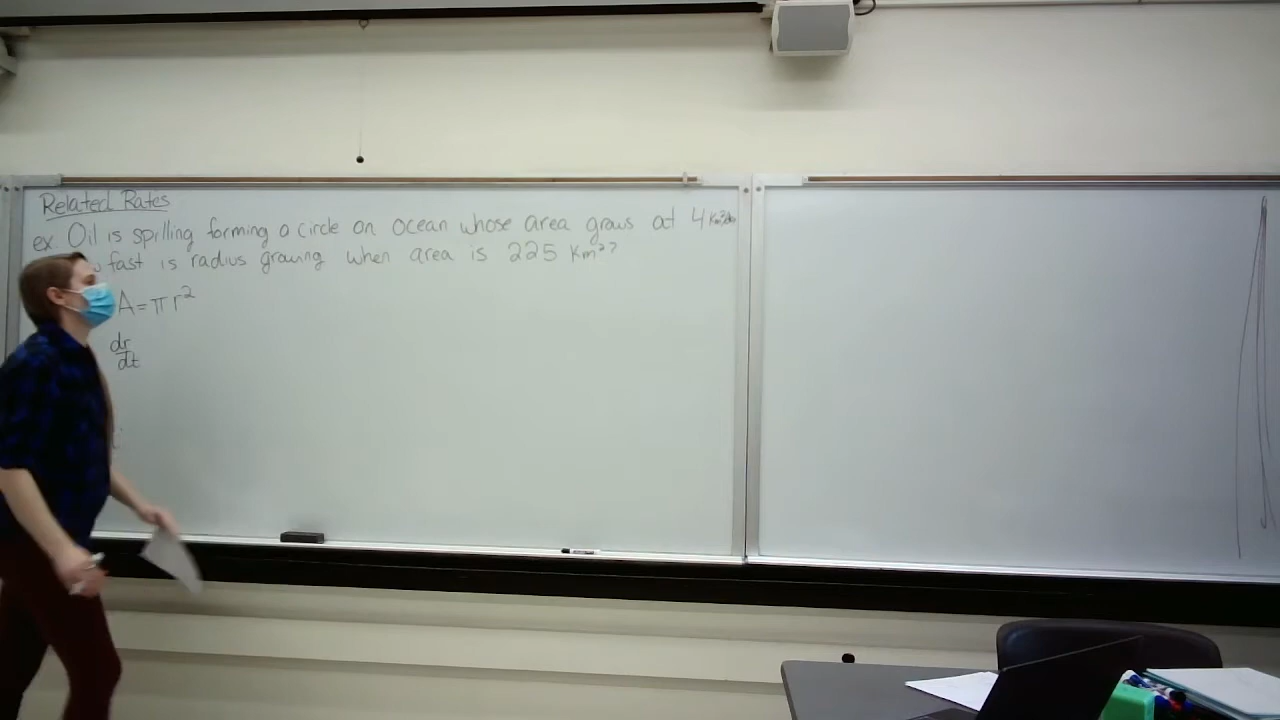 Related Rates
ex. Oil is spilling forming a circle on ocean whose area grows at 4
fast is radius growing when area is 225 Km²?
A = πr²
dr
dt